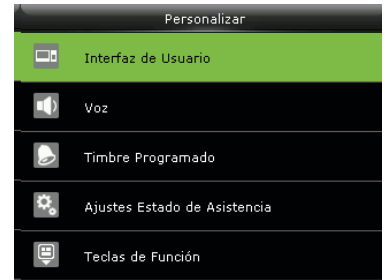 Personalizar
Interfaz de Usuario
Voz
Timbre Programado
Ajustes Estado de Asistencia
Teclas de Función